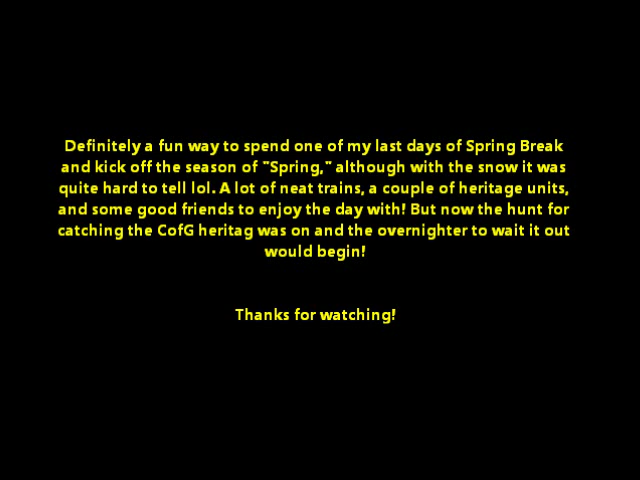 Definitely a fun way to spend one of my last days of Spring Break
and kick off the season of "Spring," although with the snow it was
quite hard to tell lol. A lot of neat trains, a couple of heritage units,
and some good friends to enjoy the day with! But now the hunt for
catching the CofG heritag was on and the overnighter to wait it out
would begin!
Thanks for watching!